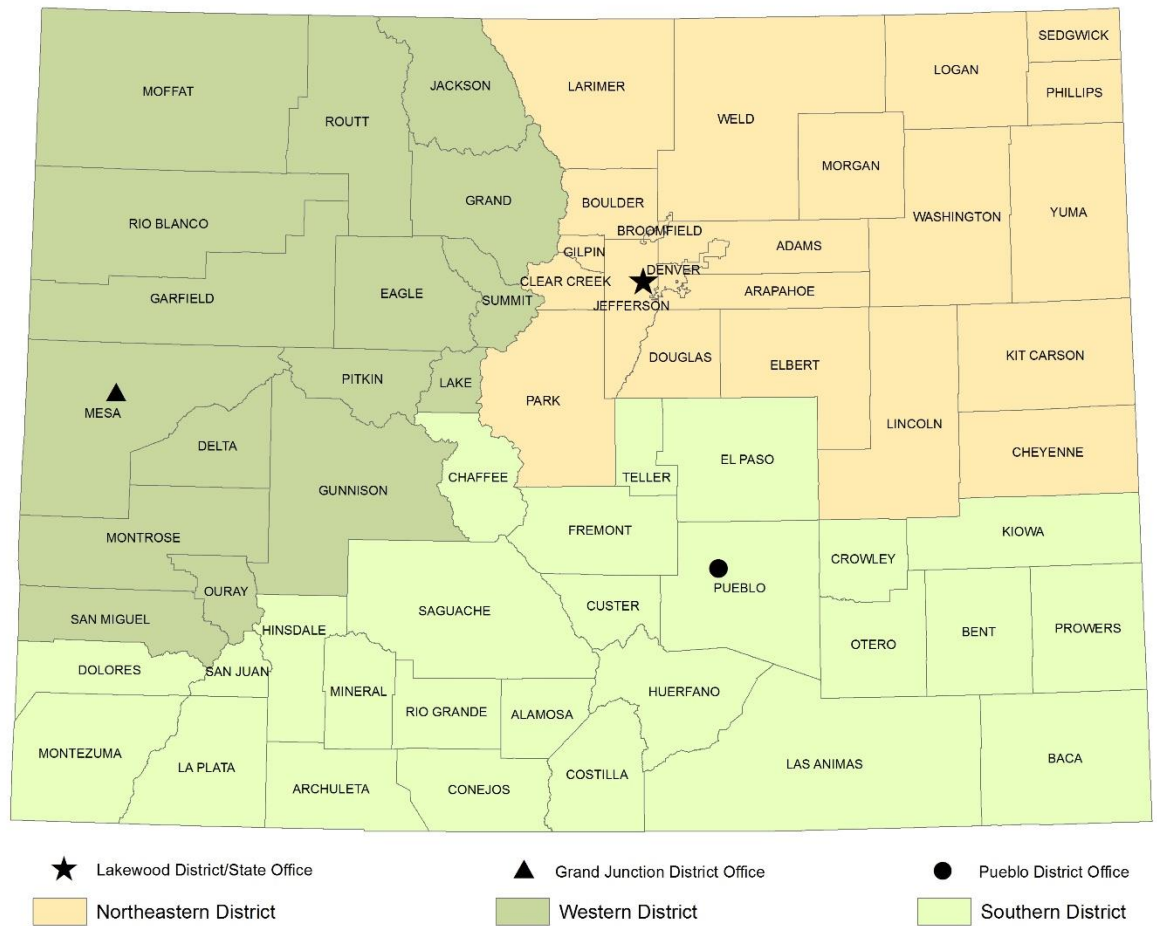 SEDGWICK
LOGAN
JACKSON
LARIMER
MOFFAT
PHILLIPS
ROUTT
WELD
MORGAN
GRAND
BOULDER
YUMA
WASHINGTON
RIO BLANCO
BROOMFIELD
ADAMS
GILPIN
DENVER
CLEAR CREEK
ARAPAHOE
EAGLE
GARFIELD
SUMMIT
JEFFERSON
DOUGLAS
KIT CARSON
ELBERT
PITKIN
LAKE
PARK
MESA
LINCOLN
DELTA
CHEYENNE
EL PASO
CHAFFEE
TELLER
GUNNISON
FREMONT
KIOWA
MONTROSE
CROWLEY
PUEBLO
OURAY
CUSTER
SAGUACHE
SAN MIGUEL
PROWERS
HINSDALE
BENT
OTERO
DOLORES
SAN JUAN
MINERAL
HUERFANO
RIO GRANDE
ALAMOSA
MONTEZUMA
BACA
LAS ANIMAS
LA PLATA
COSTILLA
ARCHULETA
CONEJOS
Lakewood District/State Office
Grand Junction District Office
Pueblo District Office
Northeastern District
Western District
Southern District